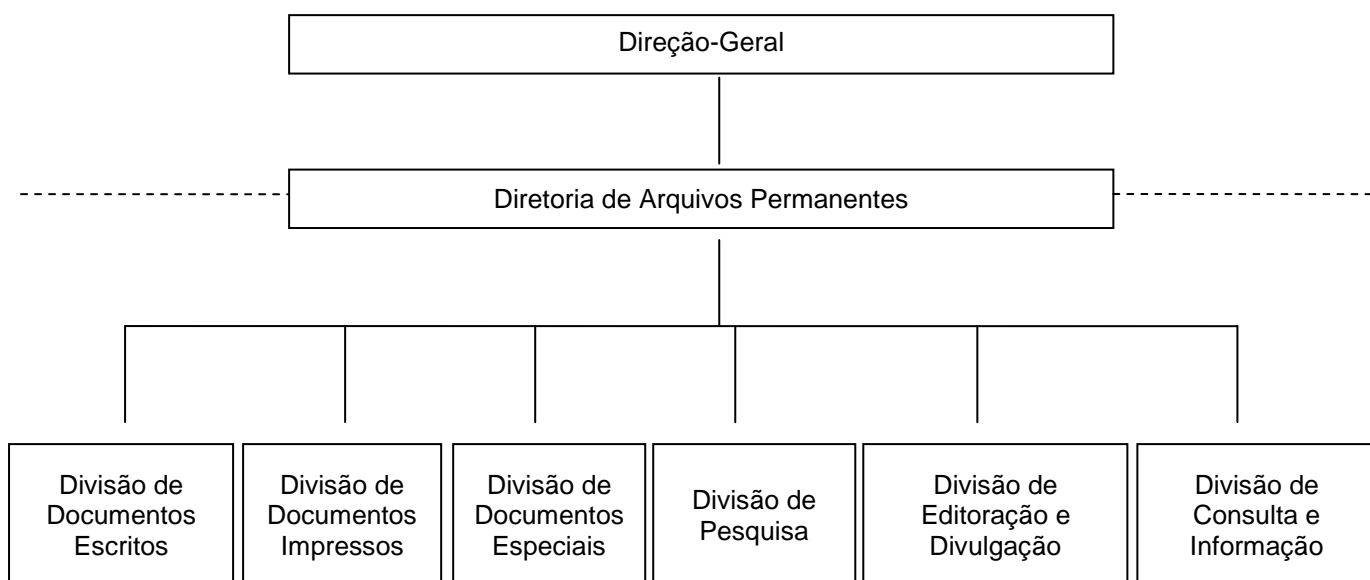 Direção-Geral
Diretoria de Arquivos Permanentes
Divisão de
Documentos
Escritos
Divisão de
Documentos
Impressos
Divisão de
Documentos
Especiais
Divisão de
Pesquisa
Divisão de
Editoração e
Divulgação
Divisão de
Consulta e
Informação